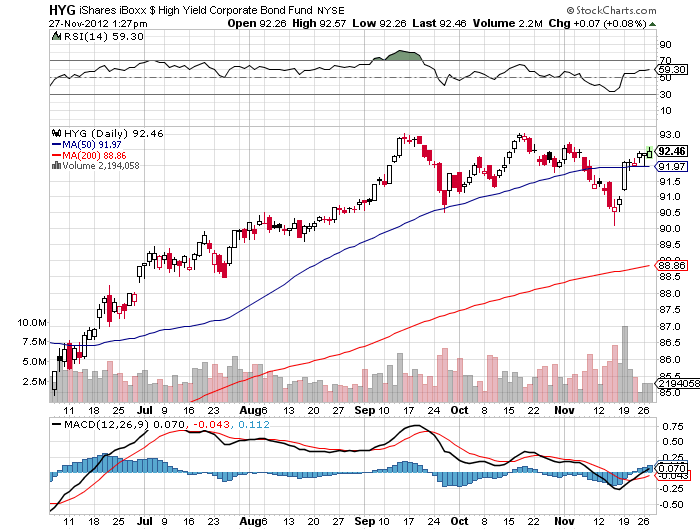 HYG iShares iBoxx $ High Yield Corporate Bond Fund NYSE © StockCharts.com
27-Nov-2012 1:27pm Open 92.26 High 92.57 Low 92.26 Last 92.46 Volume 2.2M Chg +0.07 (+0.08%)
RSI(14) 59.30
90
70
59.30
50
30
10
HYG (Daily) 92.46
MA(50) 91.97
MA(200) 88.86
Volume 2,194,058
93.0
92.46
91.97
91.5
91.0
90.5
90.0
89.5
89.0
88.86
88.5
88.0
87.5
87.0
86.5
86.0
85.5
85.0
10.0M
7.5M
5.0M
2.5M
2194058
11 18 25 Jul 9 16 23 Aug 6 13 20 27 Sep 10 17 24 Oct 8 15 22 Nov 12 19 26
MACD(12,26,9) 0.070, -0.043, 0.112
0.75
0.50
0.25
0.070
-0.043
-0.25
-0.50
11 18 25 Jul 9 16 23 Aug 6 13 20 27 Sep 10 17 24 Oct 8 15 22 Nov 12 19 26